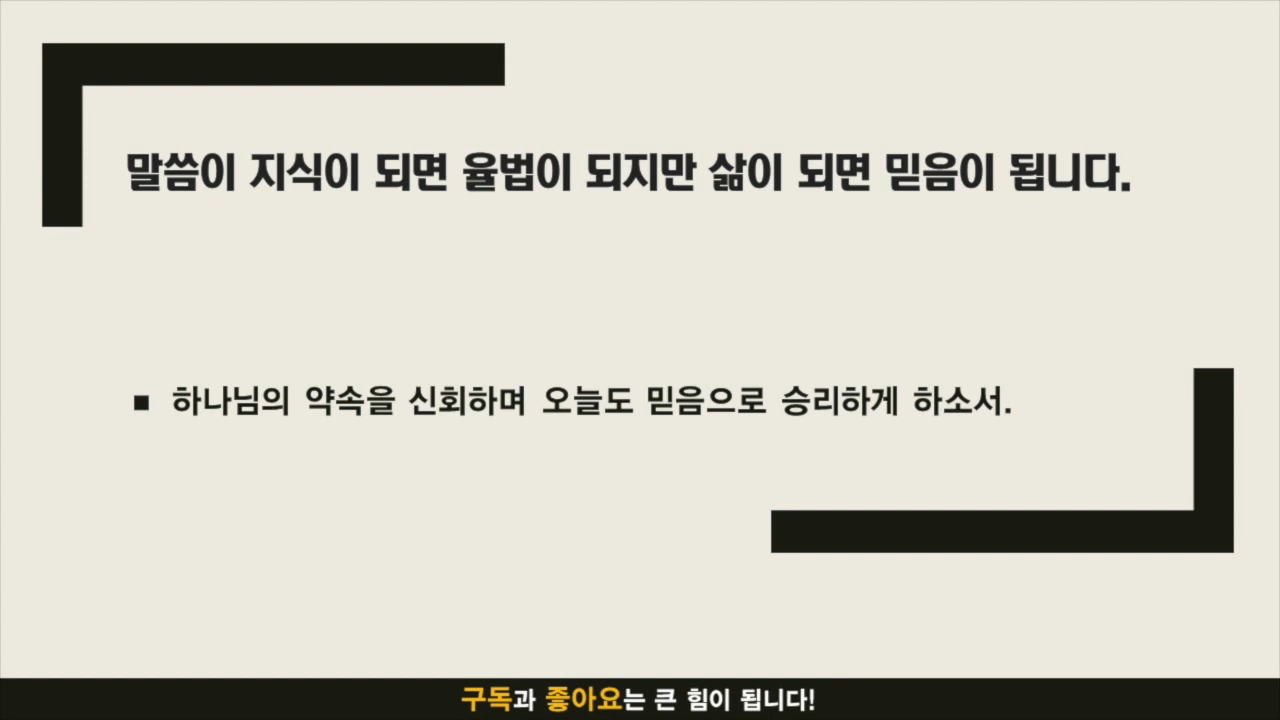 말씀이 지식이 되면 율법이 되지만 삶이 되면 믿음이 됩니다.
■ 하나님의 약속을 신회하며 오늘도 믿음으로 승리하게 하소서.
구독과 좋아요는 큰 힘이 됩니다!